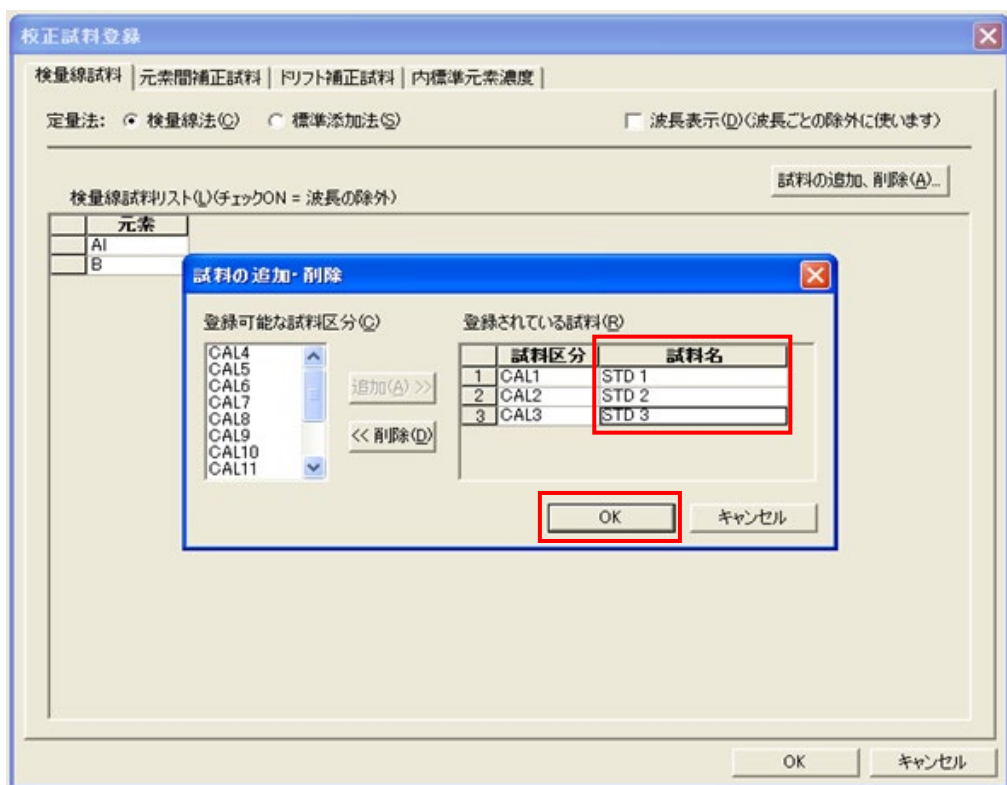 校正試料登録
検量線試料 元素間補正試料 ドリフト補正試料 内標準元素濃度
定量法: 検量線法(C) 標準添加法(S) 波長表示(D)(波長ごとの除外に使います)
試料の追加、削除(A)...
検量線試料リスト(L)(チェックON = 波長の除外)
元素
Al
B
試料の追加・削除
登録可能な試料区分(C)
CAL4
CAL5
CAL6
CAL7
CAL8
CAL9
CAL10
CAL11
追加(A) >>
<< 削除(D)
登録されている試料(R)
試料区分 試料名
1 CAL1 STD 1
2 CAL2 STD 2
3 CAL3 STD 3
OK キャンセル
OK キャンセル